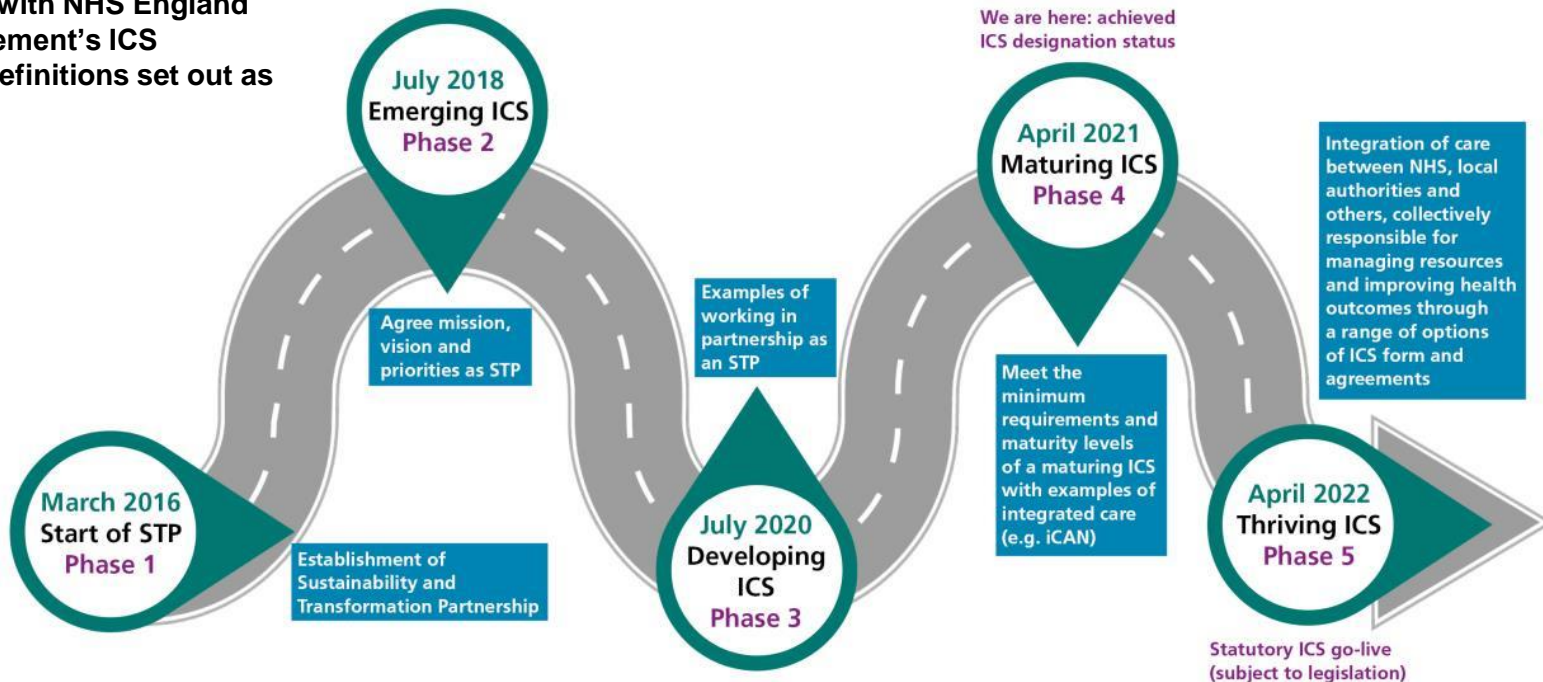 with NHS England
ement’s ICS
efinitions set out as
March 2016
Start of STP
Phase 1
Establishment of
Sustainability and
Transformation Partnership
July 2018
Emerging ICS
Phase 2
Agree mission,
vision and
priorities as STP
Examples of
working in
partnership as
an STP
July 2020
Developing
ICS
Phase 3
We are here: achieved
ICS designation status
April 2021
Maturing ICS
Phase 4
Meet the
minimum
requirements and
maturity levels
of a maturing ICS
with examples of
integrated care
(e.g. iCAN)
Integration of care
between NHS, local
authorities and
others, collectively
responsible for
managing resources
and improving health
outcomes through
a range of options
of ICS form and
agreements
April 2022
Thriving ICS
Phase 5
Statutory ICS go-live
(subject to legislation)